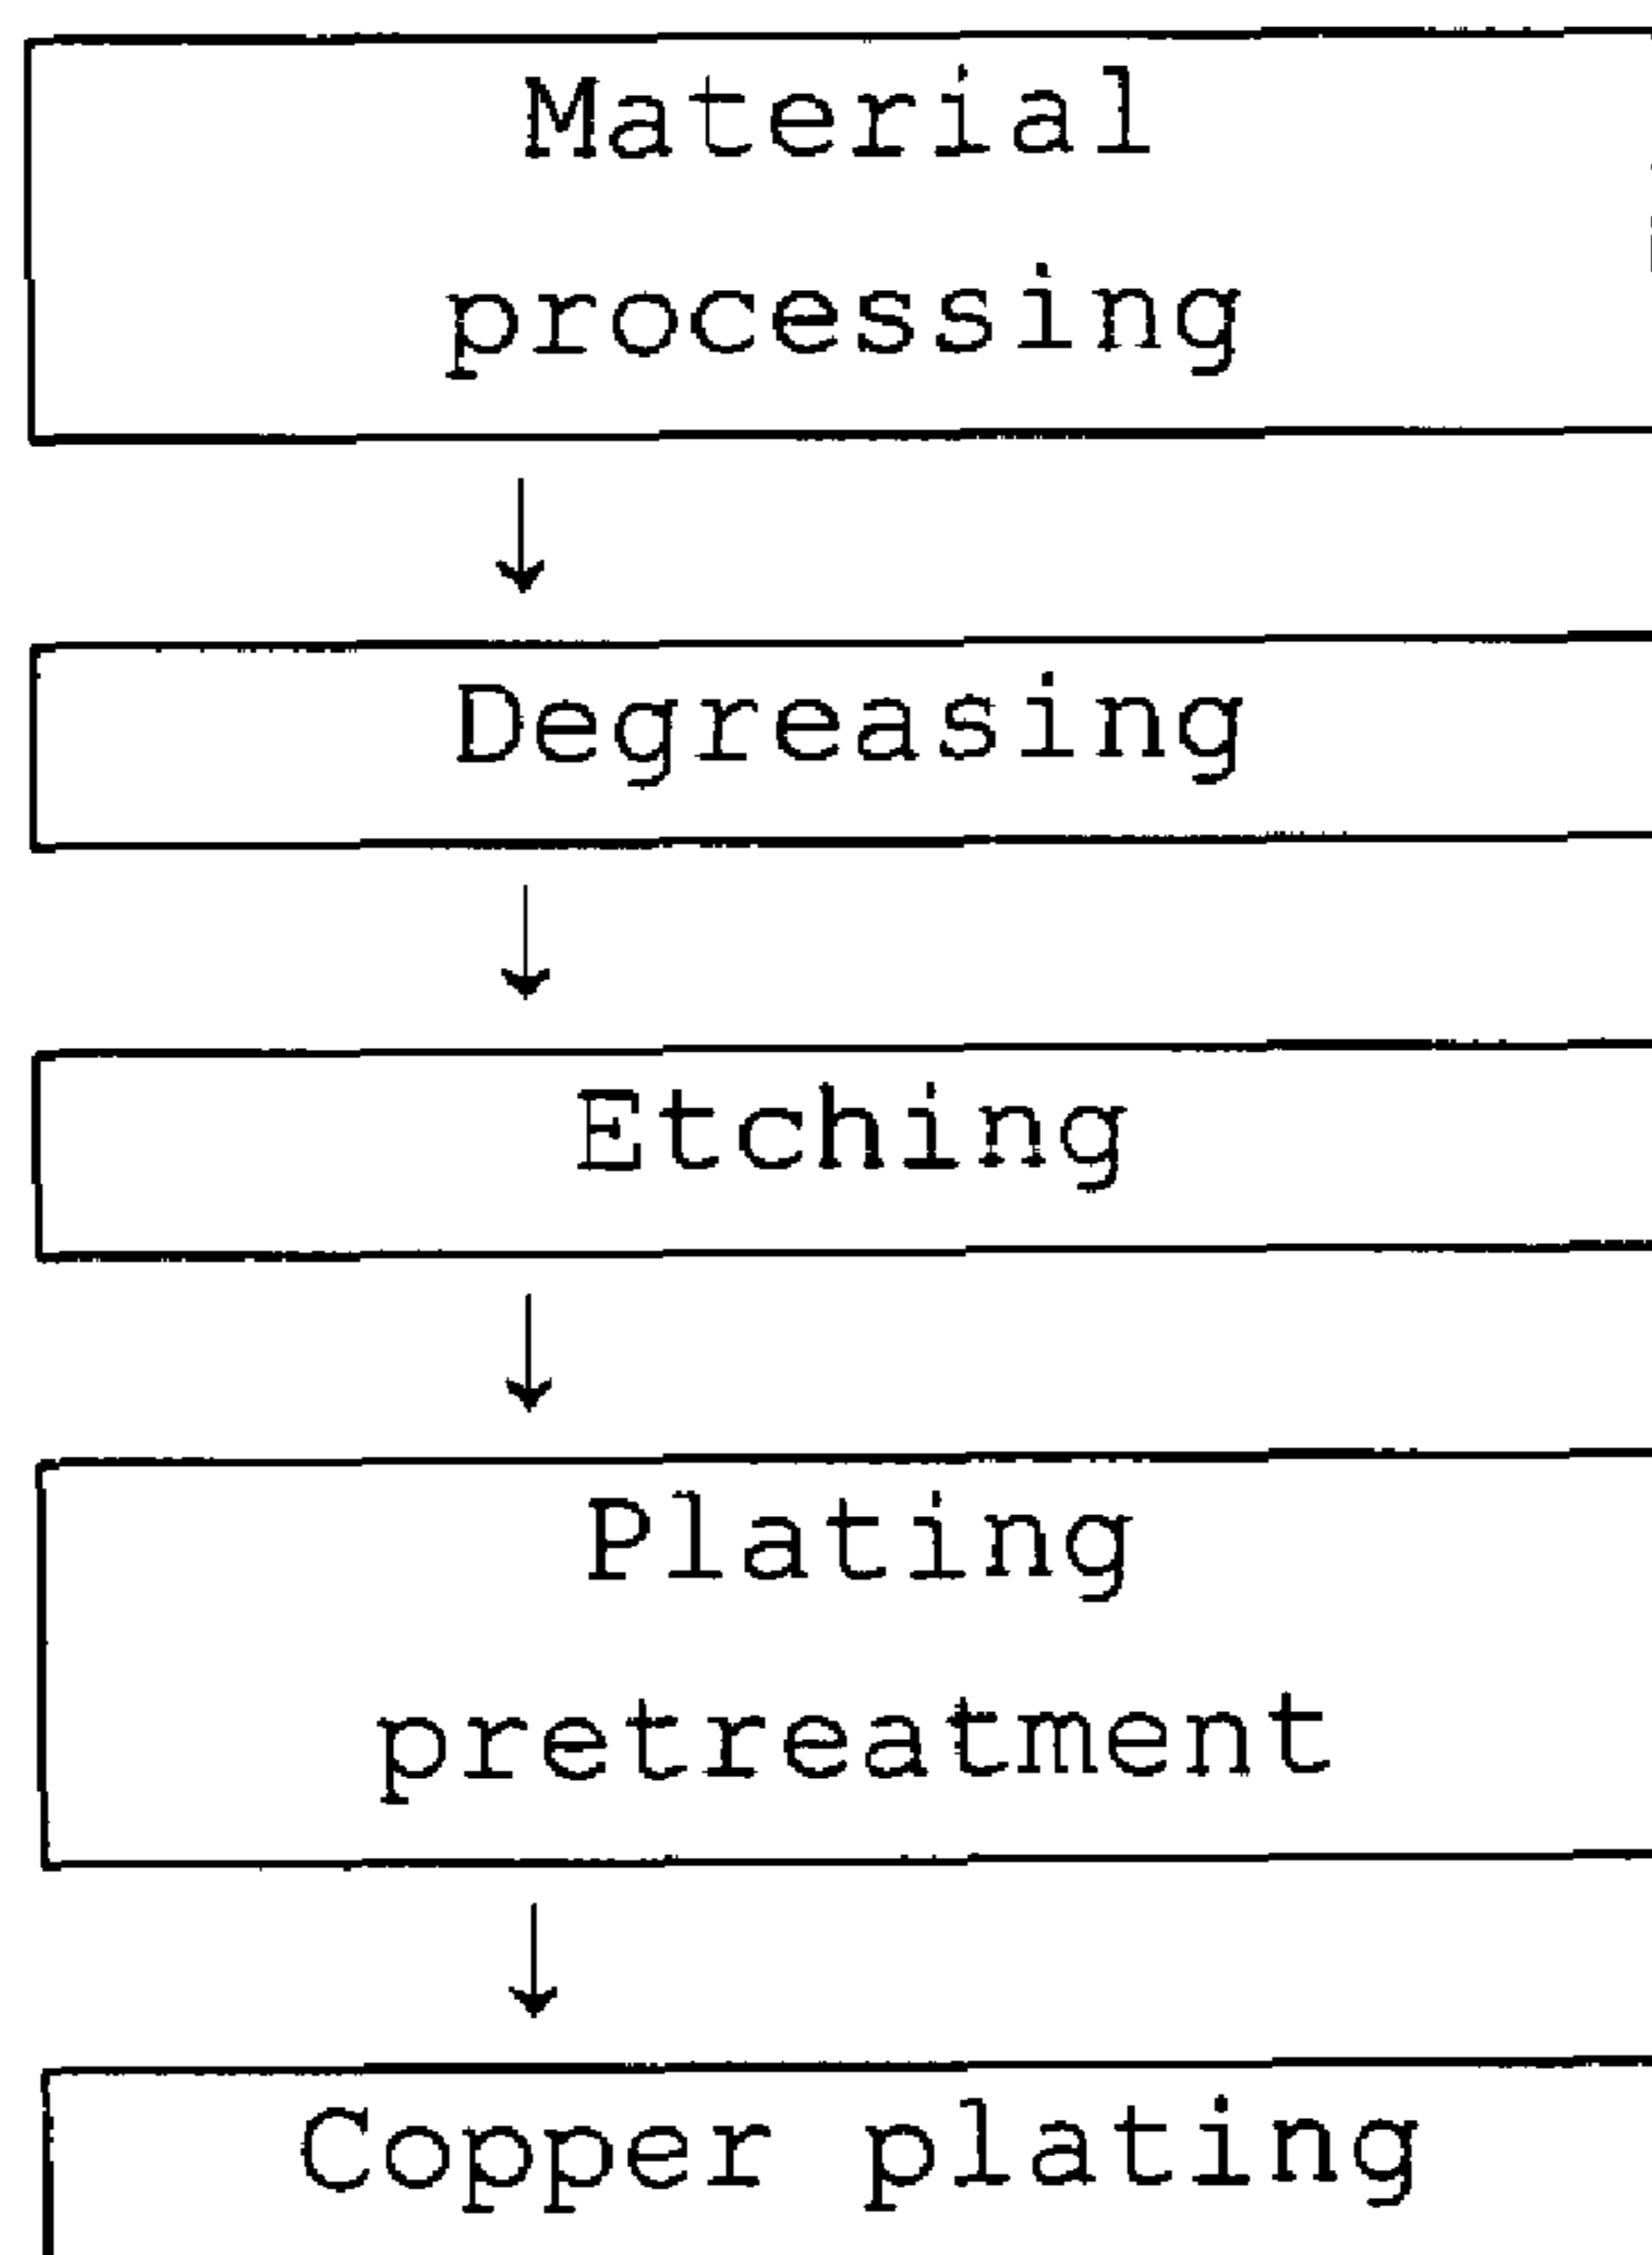 Material
processing
Degreasing
Etching
Plating
pretreatment
Copper plating